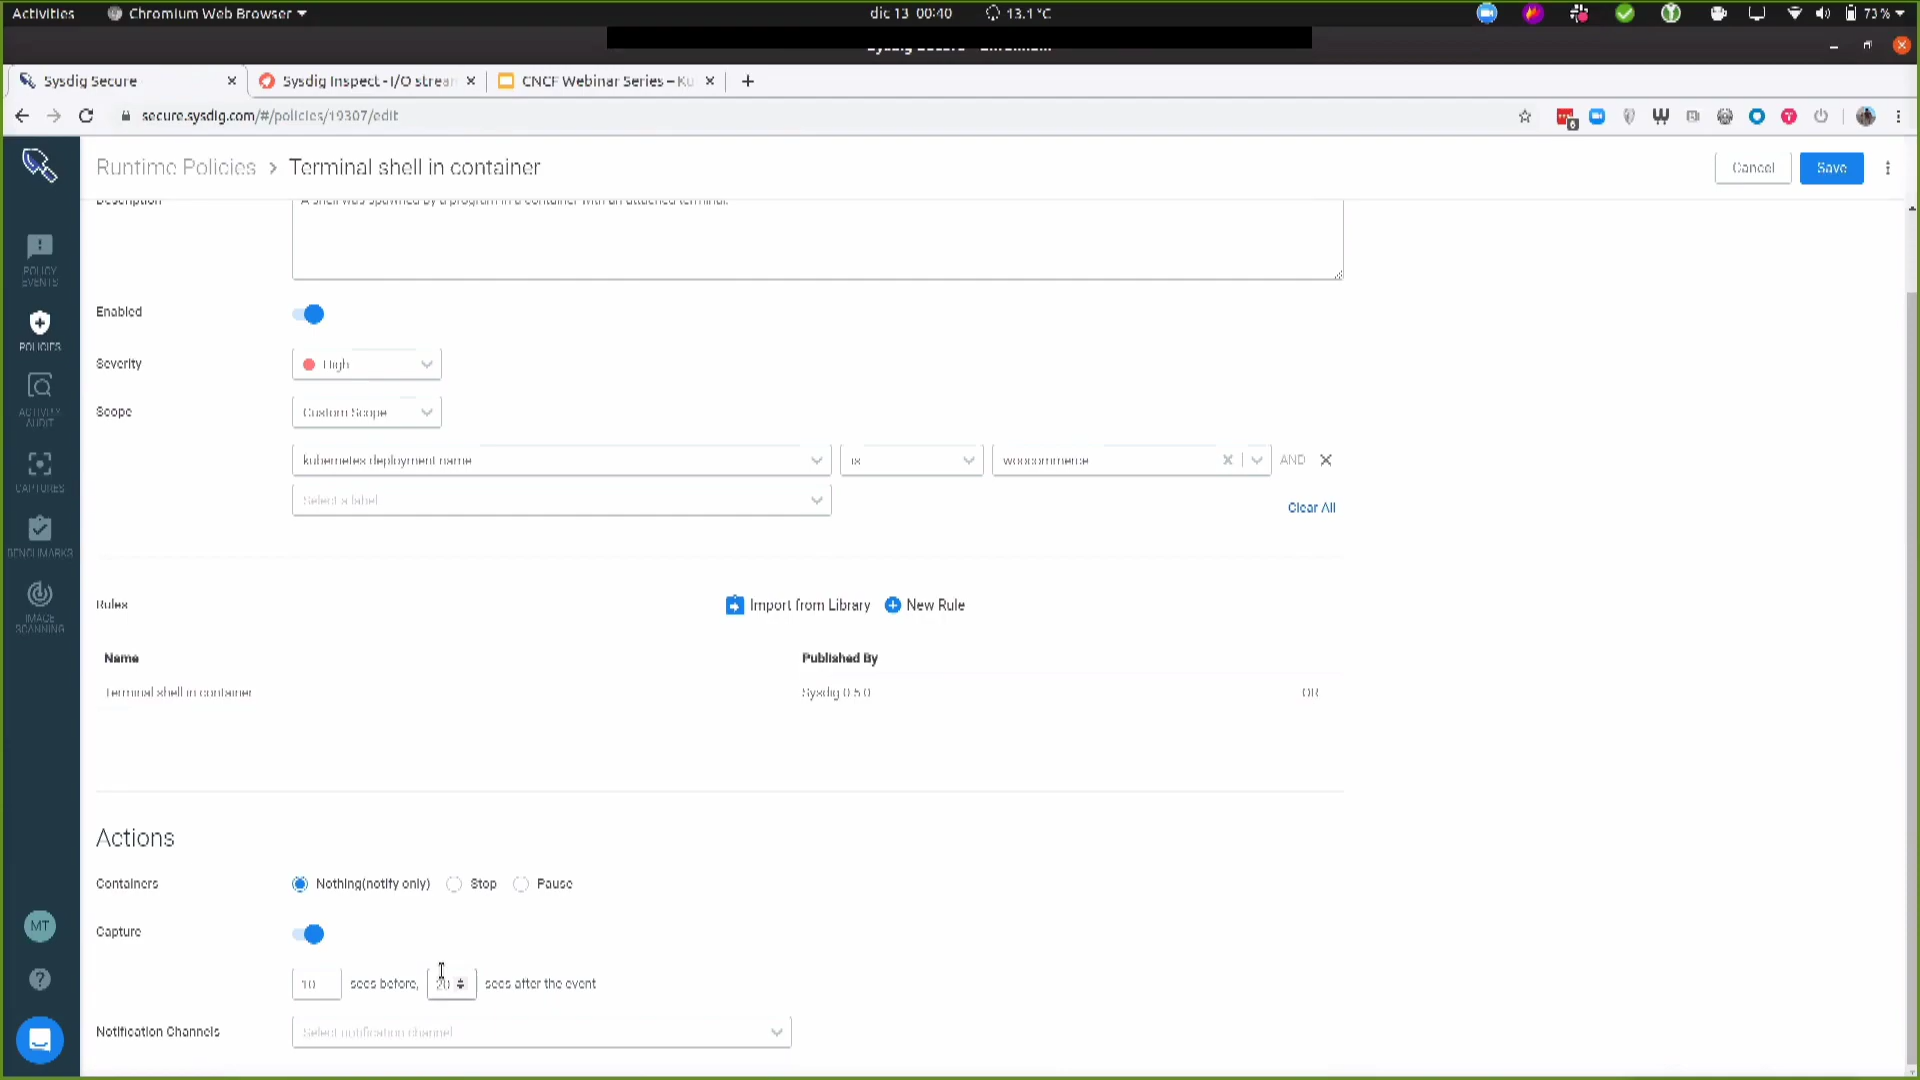 Activities Chromium Web Browser dic 13 00:40 13.1 °C 73 %
Sysdig Secure Sysdig Inspect - I/O strea CNCF Webinar Series – Ku
secure.sysdig.com/#/policies/19307/edit
Runtime Policies > Terminal shell in container Cancel Save
Description A shell was spawned by a program in a container with an attached terminal.
POLICY
EVENTS
Enabled
POLICIES
Severity High
ACTIVITY
AUDIT
Scope Custom Scope
kubernetes deployment name is woocommerce AND
CAPTURES
Select a label Clear All
BENCHMARKS
Rules Import from Library New Rule
IMAGE
SCANNING
Name Published By
Terminal shell in container Sysdig 0.5.0 OR
Actions
Containers Nothing(notify only) Stop Pause
MT
Capture
10 secs before, 20 secs after the event
Notification Channels Select notification channel